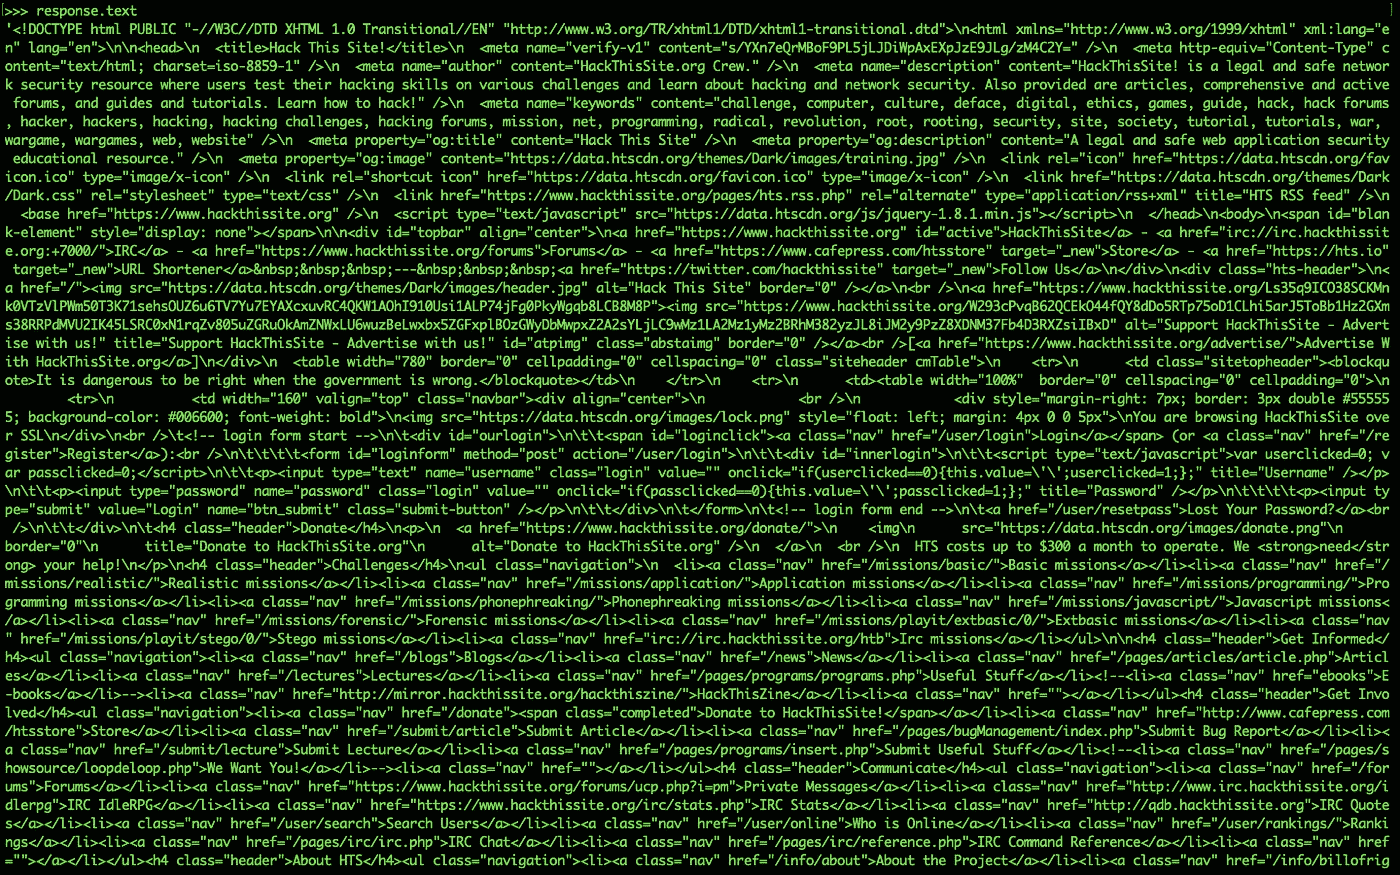 >>> response.text
'<!DOCTYPE html PUBLIC "-//W3C//DTD XHTML 1.0 Transitional//EN" "http://www.w3.org/TR/xhtml1/DTD/xhtml1-transitional.dtd">\n<html xmlns="http://www.w3.org/1999/xhtml" xml:lang="e
n" lang="en">\n\n<head>\n  <title>Hack This Site!</title>\n  <meta name="verify-v1" content="s/YXn7eQrMBoF9PL5jLJDiWpAxEXpJzE9JLg/zM4C2Y=" />\n  <meta http-equiv="Content-Type" c
ontent="text/html; charset=iso-8859-1" />\n  <meta name="author" content="HackThisSite.org Crew." />\n  <meta name="description" content="HackThisSite! is a legal and safe networ
k security resource where users test their hacking skills on various challenges and learn about hacking and network security. Also provided are articles, comprehensive and active
 forums, and guides and tutorials. Learn how to hack!" />\n  <meta name="keywords" content="challenge, computer, culture, deface, digital, ethics, games, guide, hack, hack forums
, hacker, hackers, hacking, hacking challenges, hacking forums, mission, net, programming, radical, revolution, root, rooting, security, site, society, tutorial, tutorials, war,
wargame, wargames, web, website" />\n  <meta property="og:title" content="Hack This Site" />\n  <meta property="og:description" content="A legal and safe web application security
 educational resource." />\n  <meta property="og:image" content="https://data.htscdn.org/themes/Dark/images/training.jpg" />\n  <link rel="icon" href="https://data.htscdn.org/fav
icon.ico" type="image/x-icon" />\n  <link rel="shortcut icon" href="https://data.htscdn.org/favicon.ico" type="image/x-icon" />\n  <link href="https://data.htscdn.org/themes/Dark
/Dark.css" rel="stylesheet" type="text/css" />\n  <link href="https://www.hackthissite.org/pages/hts.rss.php" rel="alternate" type="application/rss+xml" title="HTS RSS feed" />\n
  <base href="https://www.hackthissite.org" />\n  <script type="text/javascript" src="https://data.htscdn.org/js/jquery-1.8.1.min.js"></script>\n  </head>\n<body>\n<span id="blan
k-element" style="display: none"></span>\n\n<div id="topbar" align="center">\n<a href="https://www.hackthissite.org" id="active">HackThisSite</a> - <a href="irc://irc.hackthissit
e.org:+7000/">IRC</a> - <a href="https://www.hackthissite.org/forums">Forums</a> - <a href="https://www.cafepress.com/htsstore" target="_new">Store</a> - <a href="https://hts.io"
 target="_new">URL Shortener</a>&nbsp;&nbsp;&nbsp;---&nbsp;&nbsp;&nbsp;<a href="https://twitter.com/hackthissite" target="_new">Follow Us</a>\n</div>\n<div class="hts-header">\n<
a href="/"><img src="https://data.htscdn.org/themes/Dark/images/header.jpg" alt="Hack This Site" border="0" /></a>\n<br />\n<a href="https://www.hackthissite.org/Ls35q9ICO38SCKMn
k0VTzVlPWm50T3K71sehsOUZ6u6TV7Yu7EYAXcxuvRC4QKW1AOhI910Usi1ALP74jFg0PkyWgqb8LCB8M8P"><img src="https://www.hackthissite.org/W293cPvqB62QCEkO44fQY8dDo5RTp75oD1CLhi5arJ5ToBb1Hz2GXm
s38RRPdMVU2IK45LSRC0xN1rqZv805uZGRuOkAmZNWxLU6wuzBeLwxbx5ZGFxplBOzGWyDbMwpxZ2A2sYLjLC9wMz1LA2Mz1yMz2BRhM382yzJL8iJM2y9PzZ8XDNM37Fb4D3RXZsiIBxD" alt="Support HackThisSite - Advert
ise with us!" title="Support HackThisSite - Advertise with us!" id="atpimg" class="abstaimg" border="0" /></a><br />[<a href="https://www.hackthissite.org/advertise/">Advertise W
ith HackThisSite.org</a>]\n</div>\n  <table width="780" border="0" cellpadding="0" cellspacing="0" class="siteheader cmTable">\n    <tr>\n      <td class="sitetopheader"><blockqu
ote>It is dangerous to be right when the government is wrong.</blockquote></td>\n    </tr>\n    <tr>\n      <td><table width="100%"  border="0" cellspacing="0" cellpadding="0">\n
        <tr>\n          <td width="160" valign="top" class="navbar"><div align="center">\n            <br />\n            <div style="margin-right: 7px; border: 3px double #55555
5; background-color: #006600; font-weight: bold">\n<img src="https://data.htscdn.org/images/lock.png" style="float: left; margin: 4px 0 0 5px">\nYou are browsing HackThisSite ove
r SSL\n</div>\n<br />\t<!-- login form start -->\n\t<div id="ourlogin">\n\t\t<span id="loginclick"><a class="nav" href="/user/login">Login</a></span> (or <a class="nav" href="/re
gister">Register</a>):<br />\n\t\t\t\t<form id="loginform" method="post" action="/user/login">\n\t\t<div id="innerlogin">\n\t\t<script type="text/javascript">var userclicked=0; v
ar passclicked=0;</script>\n\t\t<p><input type="text" name="username" class="login" value="" onclick="if(userclicked==0){this.value=\'\';userclicked=1;};" title="Username" /></p>
\n\t\t<p><input type="password" name="password" class="login" value="" onclick="if(passclicked==0){this.value=\'\';passclicked=1;};" title="Password" /></p>\n\t\t\t\t<p><input ty
pe="submit" value="Login" name="btn_submit" class="submit-button" /></p>\n\t\t</div>\n\t</form>\n\t<!-- login form end -->\n\t<a href="/user/resetpass">Lost Your Password?</a><br
 />\n\t\t</div>\n\t<h4 class="header">Donate</h4>\n<p>\n  <a href="https://www.hackthissite.org/donate/">\n    <img\n      src="https://data.htscdn.org/images/donate.png"\n
border="0"\n      title="Donate to HackThisSite.org"\n      alt="Donate to HackThisSite.org" />\n  </a>\n  <br />\n  HTS costs up to $300 a month to operate. We <strong>need</str
ong> your help!\n</p>\n<h4 class="header">Challenges</h4>\n<ul class="navigation">\n  <li><a class="nav" href="/missions/basic/">Basic missions</a></li><li><a class="nav" href="/
missions/realistic/">Realistic missions</a></li><li><a class="nav" href="/missions/application/">Application missions</a></li><li><a class="nav" href="/missions/programming/">Pro
gramming missions</a></li><li><a class="nav" href="/missions/phonephreaking/">Phonephreaking missions</a></li><li><a class="nav" href="/missions/javascript/">Javascript missions<
/a></li><li><a class="nav" href="/missions/forensic/">Forensic missions</a></li><li><a class="nav" href="/missions/playit/extbasic/0/">Extbasic missions</a></li><li><a class="nav
" href="/missions/playit/stego/0/">Stego missions</a></li><li><a class="nav" href="irc://irc.hackthissite.org/htb">Irc missions</a></li></ul>\n\n<h4 class="header">Get Informed</
h4><ul class="navigation"><li><a class="nav" href="/blogs">Blogs</a></li><li><a class="nav" href="/news">News</a></li><li><a class="nav" href="/pages/articles/article.php">Articl
es</a></li><li><a class="nav" href="/lectures">Lectures</a></li><li><a class="nav" href="/pages/programs/programs.php">Useful Stuff</a></li><!--<li><a class="nav" href="ebooks">E
-books</a></li>--><li><a class="nav" href="http://mirror.hackthissite.org/hackthiszine/">HackThisZine</a></li><li><a class="nav" href=""></a></li></ul><h4 class="header">Get Invo
lved</h4><ul class="navigation"><li><a class="nav" href="/donate"><span class="completed">Donate to HackThisSite!</span></a></li><li><a class="nav" href="http://www.cafepress.com
/htsstore">Store</a></li><li><a class="nav" href="/submit/article">Submit Article</a></li><li><a class="nav" href="/pages/bugManagement/index.php">Submit Bug Report</a></li><li><
a class="nav" href="/submit/lecture">Submit Lecture</a></li><li><a class="nav" href="/pages/programs/insert.php">Submit Useful Stuff</a></li><!--<li><a class="nav" href="/pages/s
howsource/loopdeloop.php">We Want You!</a></li>--><li><a class="nav" href=""></a></li></ul><h4 class="header">Communicate</h4><ul class="navigation"><li><a class="nav" href="/for
ums">Forums</a></li><li><a class="nav" href="https://www.hackthissite.org/forums/ucp.php?i=pm">Private Messages</a></li><li><a class="nav" href="http://www.irc.hackthissite.org/i
dlerpg">IRC IdleRPG</a></li><li><a class="nav" href="https://www.hackthissite.org/irc/stats.php">IRC Stats</a></li><li><a class="nav" href="http://qdb.hackthissite.org">IRC Quote
s</a></li><li><a class="nav" href="/user/search">Search Users</a></li><li><a class="nav" href="/user/online">Who is Online</a></li><li><a class="nav" href="/user/rankings/">Ranki
ngs</a></li><li><a class="nav" href="/pages/irc/irc.php">IRC Chat</a></li><li><a class="nav" href="/pages/irc/reference.php">IRC Command Reference</a></li><li><a class="nav" href
=""></a></li></ul><h4 class="header">About HTS</h4><ul class="navigation"><li><a class="nav" href="/info/about">About the Project</a></li><li><a class="nav" href="/info/billofrig